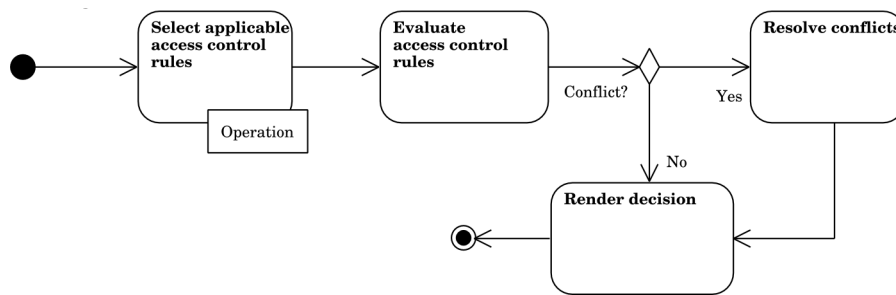 Select applicable
access control
rules
Operation
Evaluate
access control
rules
Conflict?
Yes
Resolve conflicts
No
Render decision